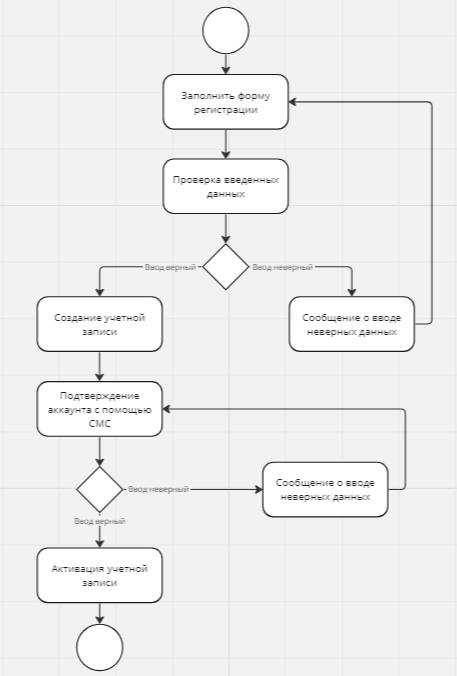 Заполнить форму
регистрации
Проверка введенных
данных
Ввод верный
Ввод неверный
Создание учетной
записи
Сообщение о вводе
неверных данных
Подтверждение
аккаунта с помощью
СМС
Ввод неверный
Сообщение о вводе
неверных данных
Ввод верный
Активация учетной
записи